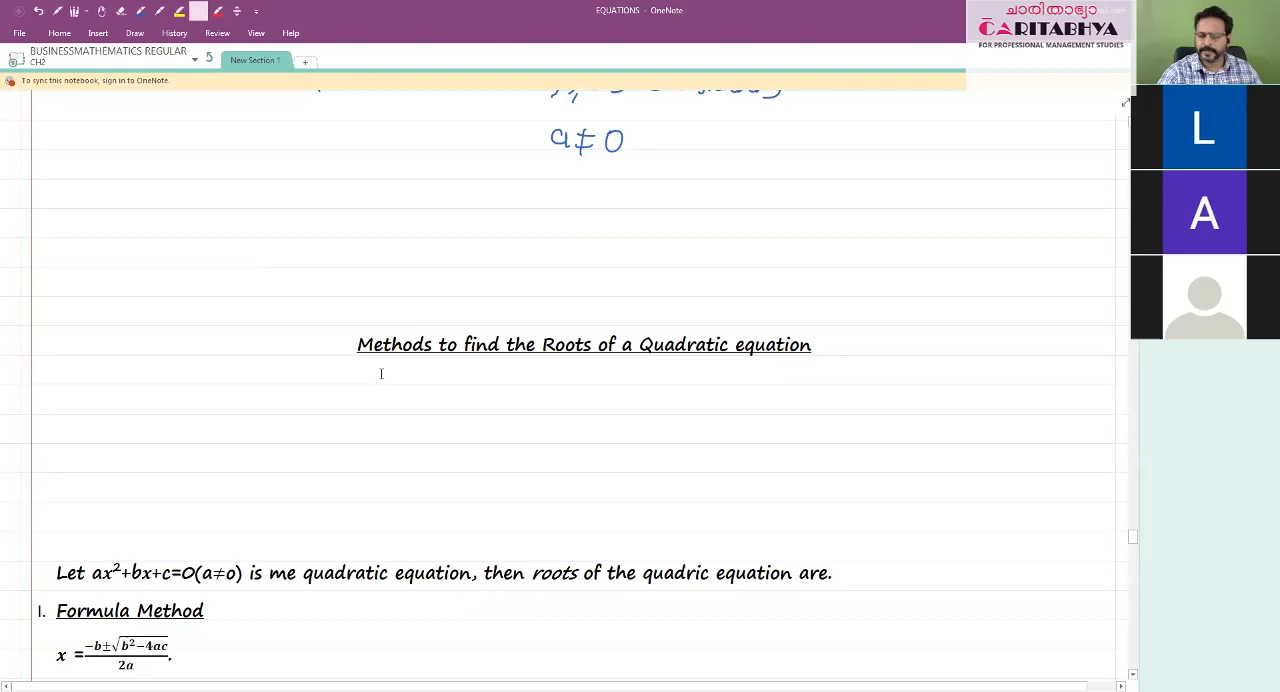 EQUATIONS - OneNote
ചാരിതാഭ്യാ
CARITABHYA
FOR PROFESSIONAL MANAGEMENT STUDIES
File Home Insert Draw History Review View Help
BUSINESSMATHEMATICS REGULAR
CH2
New Section 1
To sync this notebook, sign in to OneNote.
a ≠ 0
L
A
Methods to find the Roots of a Quadratic equation
Let ax²+bx+c=0(a≠o) is me quadratic equation, then roots of the quadric equation are.
1. Formula Method
x = (-b±√(b²-4ac))/2a.